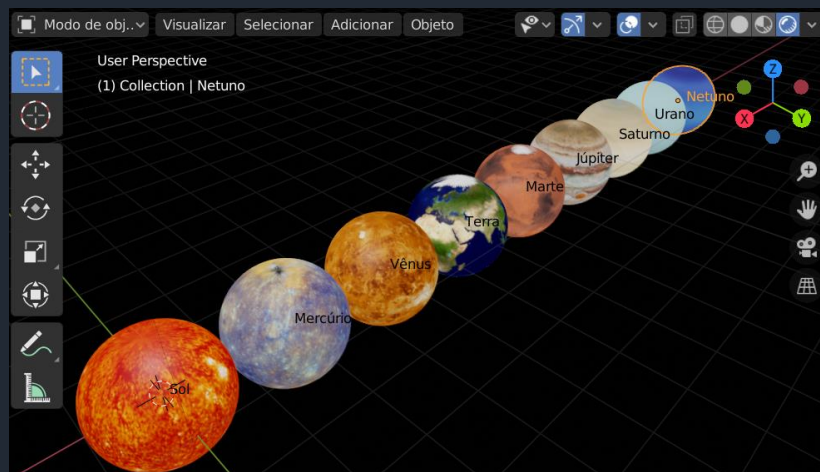 Modo de obj..
Visualizar
Selecionar
Adicionar
Objeto
User Perspective
(1) Collection | Netuno
Z
X
Y
Netuno
Urano
Saturno
Júpiter
Marte
Terra
Vênus
Mercúrio
Sol